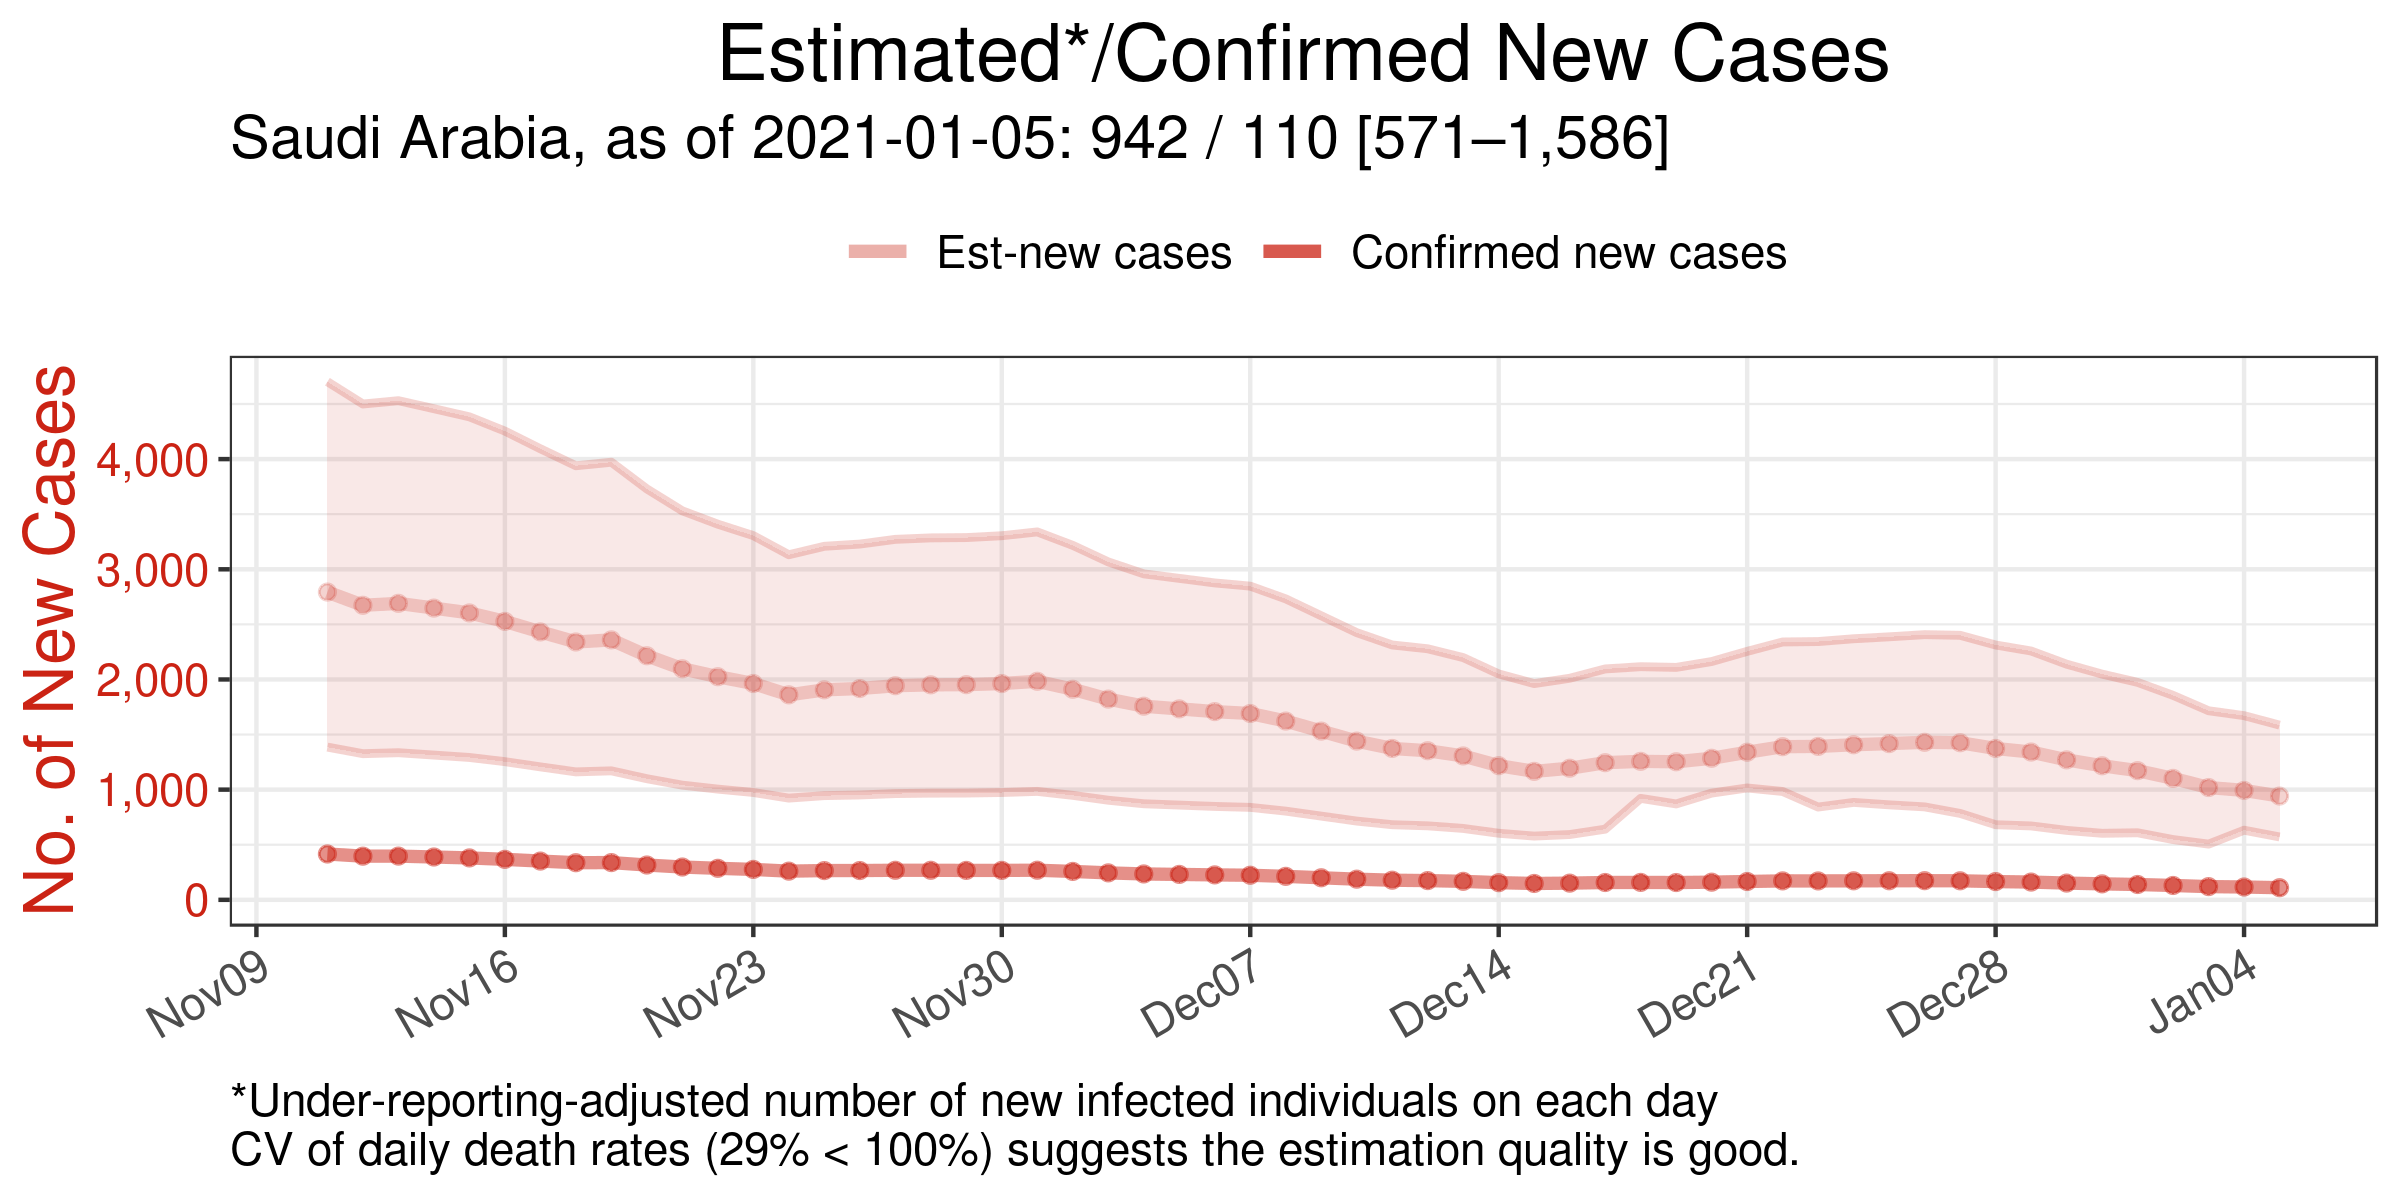 Estimated*/Confirmed New Cases
Saudi Arabia, as of 2021-01-05: 942 / 110 [571–1,586]
Est-new cases
Confirmed new cases
No. of New Cases
4,000
3,000
2,000
1,000
0
Nov09
Nov16
Nov23
Nov30
Dec07
Dec14
Dec21
Dec28
Jan04
*Under-reporting-adjusted number of new infected individuals on each day
CV of daily death rates (29% < 100%) suggests the estimation quality is good.